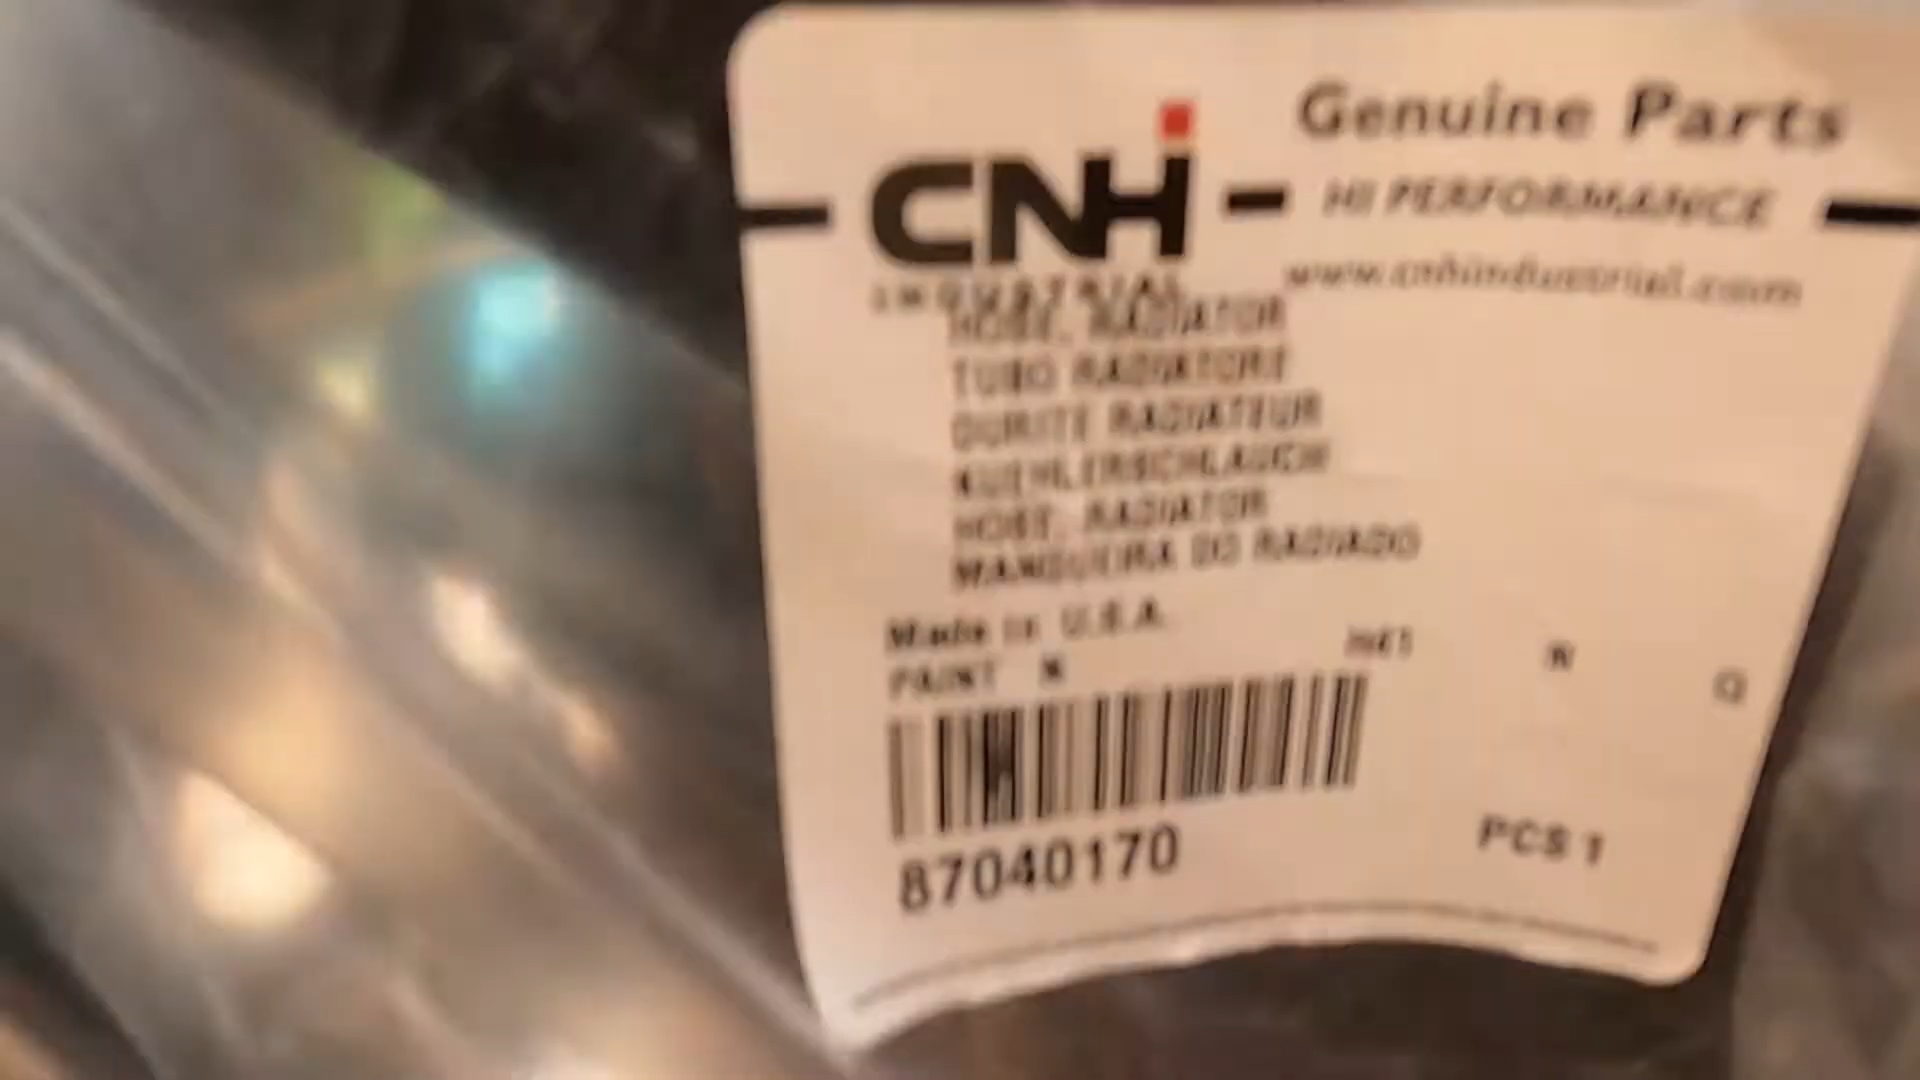 CNH
INDUSTRIAL
Genuine Parts
HI PERFORMANCE
www.cnhindustrial.com
HOSE, RADIATOR
TUBO RADIATORE
DURITE RADIATEUR
KUEHLERSCHLAUCH
HOSE, RADIATOR
MANGUEIRA DO RADIADO
Made in U.S.A.
PAINT N
R
Q
87040170
PCS 1